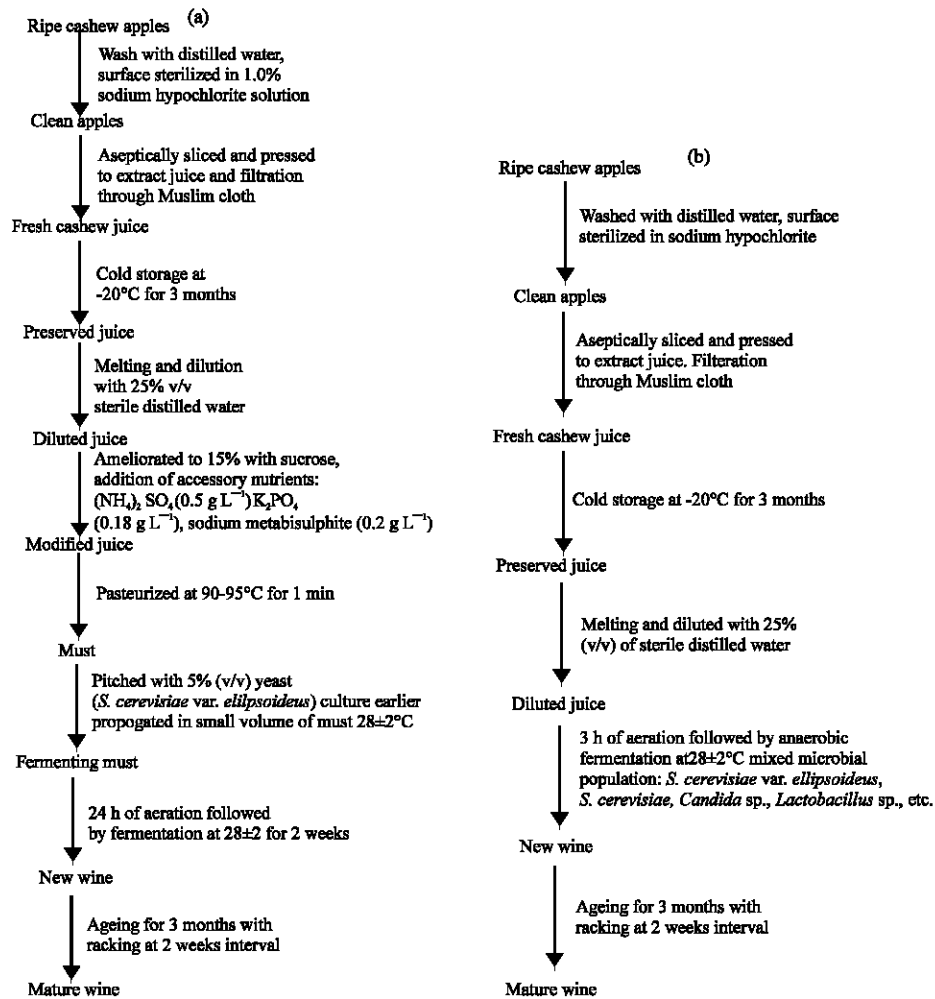 (a)
Ripe cashew apples
Wash with distilled water,
surface sterilized in 1.0%
sodium hypochlorite solution
Clean apples
Aseptically sliced and pressed
to extract juice and filtration
through Muslim cloth
Fresh cashew juice
Cold storage at
-20°C for 3 months
Preserved juice
Melting and dilution
with 25% v/v
sterile distilled water
Diluted juice
Ameliorated to 15% with sucrose,
addition of accessory nutrients:
(NH₄)₂ SO₄ (0.5 g L⁻¹) K₂PO₄
(0.18 g L⁻¹), sodium metabisulphite (0.2 g L⁻¹)
Modified juice
Pasteurized at 90-95°C for 1 min
Must
Pitched with 5% (v/v) yeast
(S. cerevisiae var. elilpsoideus) culture earlier
propogated in small volume of must 28±2°C
Fermenting must
24 h of aeration followed
by fermentation at 28±2 for 2 weeks
New wine
Ageing for 3 months with
racking at 2 weeks interval
Mature wine
(b)
Ripe cashew apples
Washed with distilled water, surface
sterilized in sodium hypochlorite
Clean apples
Aseptically sliced and pressed
to extract juice. Filteration
through Muslim cloth
Fresh cashew juice
Cold storage at -20°C for 3 months
Preserved juice
Melting and diluted with 25%
(v/v) of sterile distilled water
Diluted juice
3 h of aeration followed by anaerobic
fermentation at28±2°C mixed microbial
population: S. cerevisiae var. ellipsoideus,
S. cerevisiae, Candida sp., Lactobacillus sp., etc.
New wine
Ageing for 3 months with
racking at 2 weeks interval
Mature wine